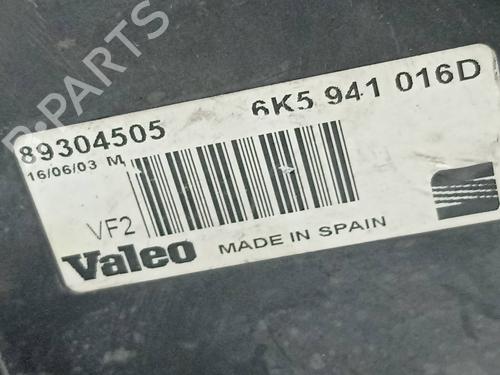 B-PARTS
89304505 6K5 941 016D
16/06/03 M
VF2
Valeo MADE IN SPAIN